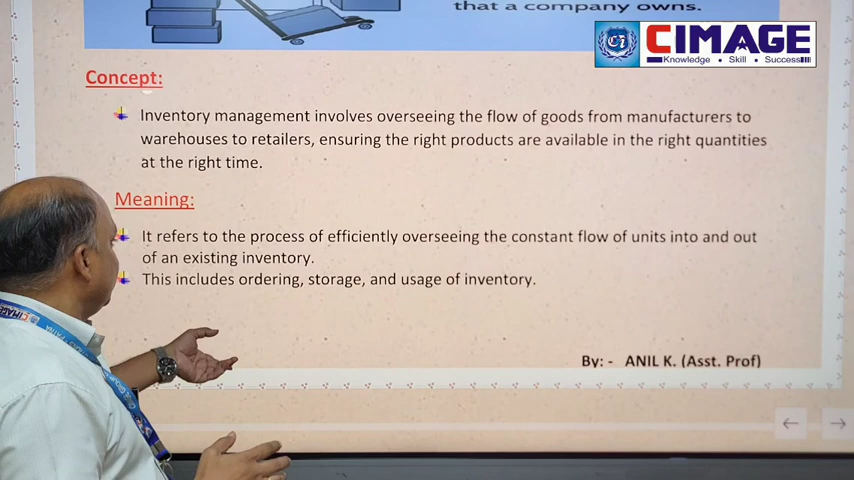 that a company owns.
CIMAGE
Knowledge • Skill • Success
Concept:
Inventory management involves overseeing the flow of goods from manufacturers to
warehouses to retailers, ensuring the right products are available in the right quantities
at the right time.
Meaning:
It refers to the process of efficiently overseeing the constant flow of units into and out
of an existing inventory.
This includes ordering, storage, and usage of inventory.
By: - ANIL K. (Asst. Prof)
CIMAGE